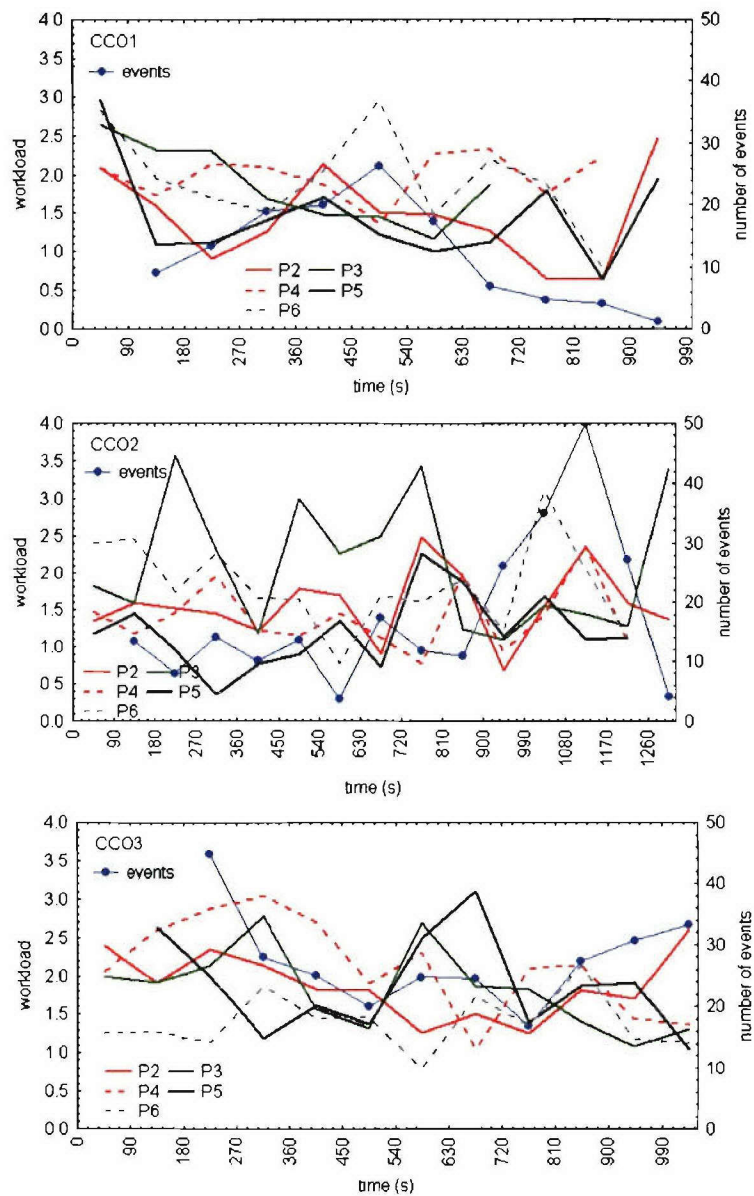 CCO1
events
workload
number of events
4.0
3.5
3.0
2.5
2.0
1.5
1.0
0.5
0.0
50
40
30
20
10
0
P2 P3
P4 P5
P6
0 90 180 270 360 450 540 630 720 810 900 990
time (s)
CCO2
events
workload
number of events
4.0
3.5
3.0
2.5
2.0
1.5
1.0
0.5
0.0
50
40
30
20
10
0
P2 P3
P4 P5
P6
0 90 180 270 360 450 540 630 720 810 900 990 1080 1170 1260
time (s)
CCO3
events
workload
number of events
4.0
3.5
3.0
2.5
2.0
1.5
1.0
0.5
0.0
50
40
30
20
10
0
P2 P3
P4 P5
P6
0 90 180 270 360 450 540 630 720 810 900 990
time (s)